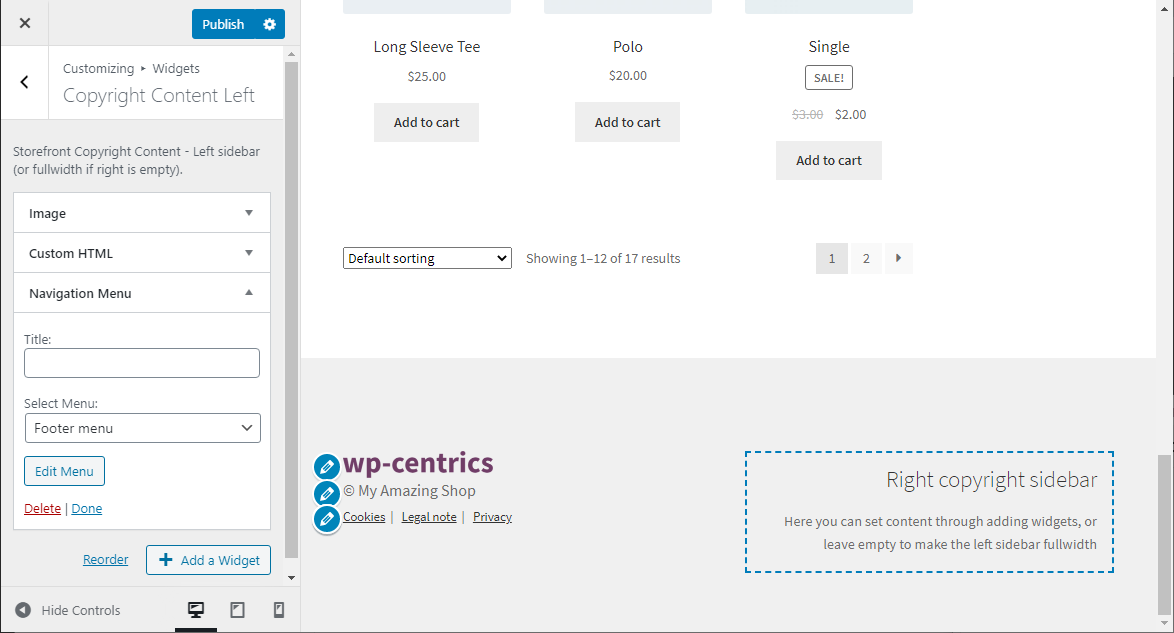 Publish
Customizing ▸ Widgets
Copyright Content Left
Storefront Copyright Content - Left sidebar
(or fullwidth if right is empty).
Image
Custom HTML
Navigation Menu
Title:
Select Menu:
Footer menu
Edit Menu
Delete | Done
Reorder
Add a Widget
Hide Controls
Long Sleeve Tee
$25.00
Add to cart
Polo
$20.00
Add to cart
Single
SALE!
$3.00 $2.00
Add to cart
Default sorting
Showing 1–12 of 17 results
1 2
wp-centrics
© My Amazing Shop
Cookies | Legal note | Privacy
Right copyright sidebar
Here you can set content through adding widgets, or
leave empty to make the left sidebar fullwidth